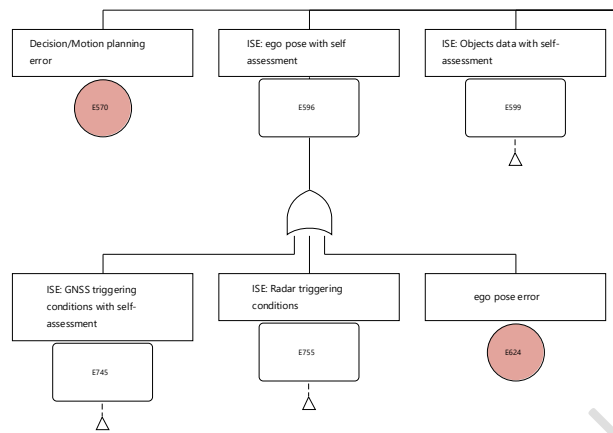 Decision/Motion planning
error
ISE: ego pose with self
assessment
ISE: Objects data with self-
assessment
E570
E596
E599
ISE: GNSS triggering
conditions with self-
assessment
ISE: Radar triggering
conditions
ego pose error
E745
E755
E624